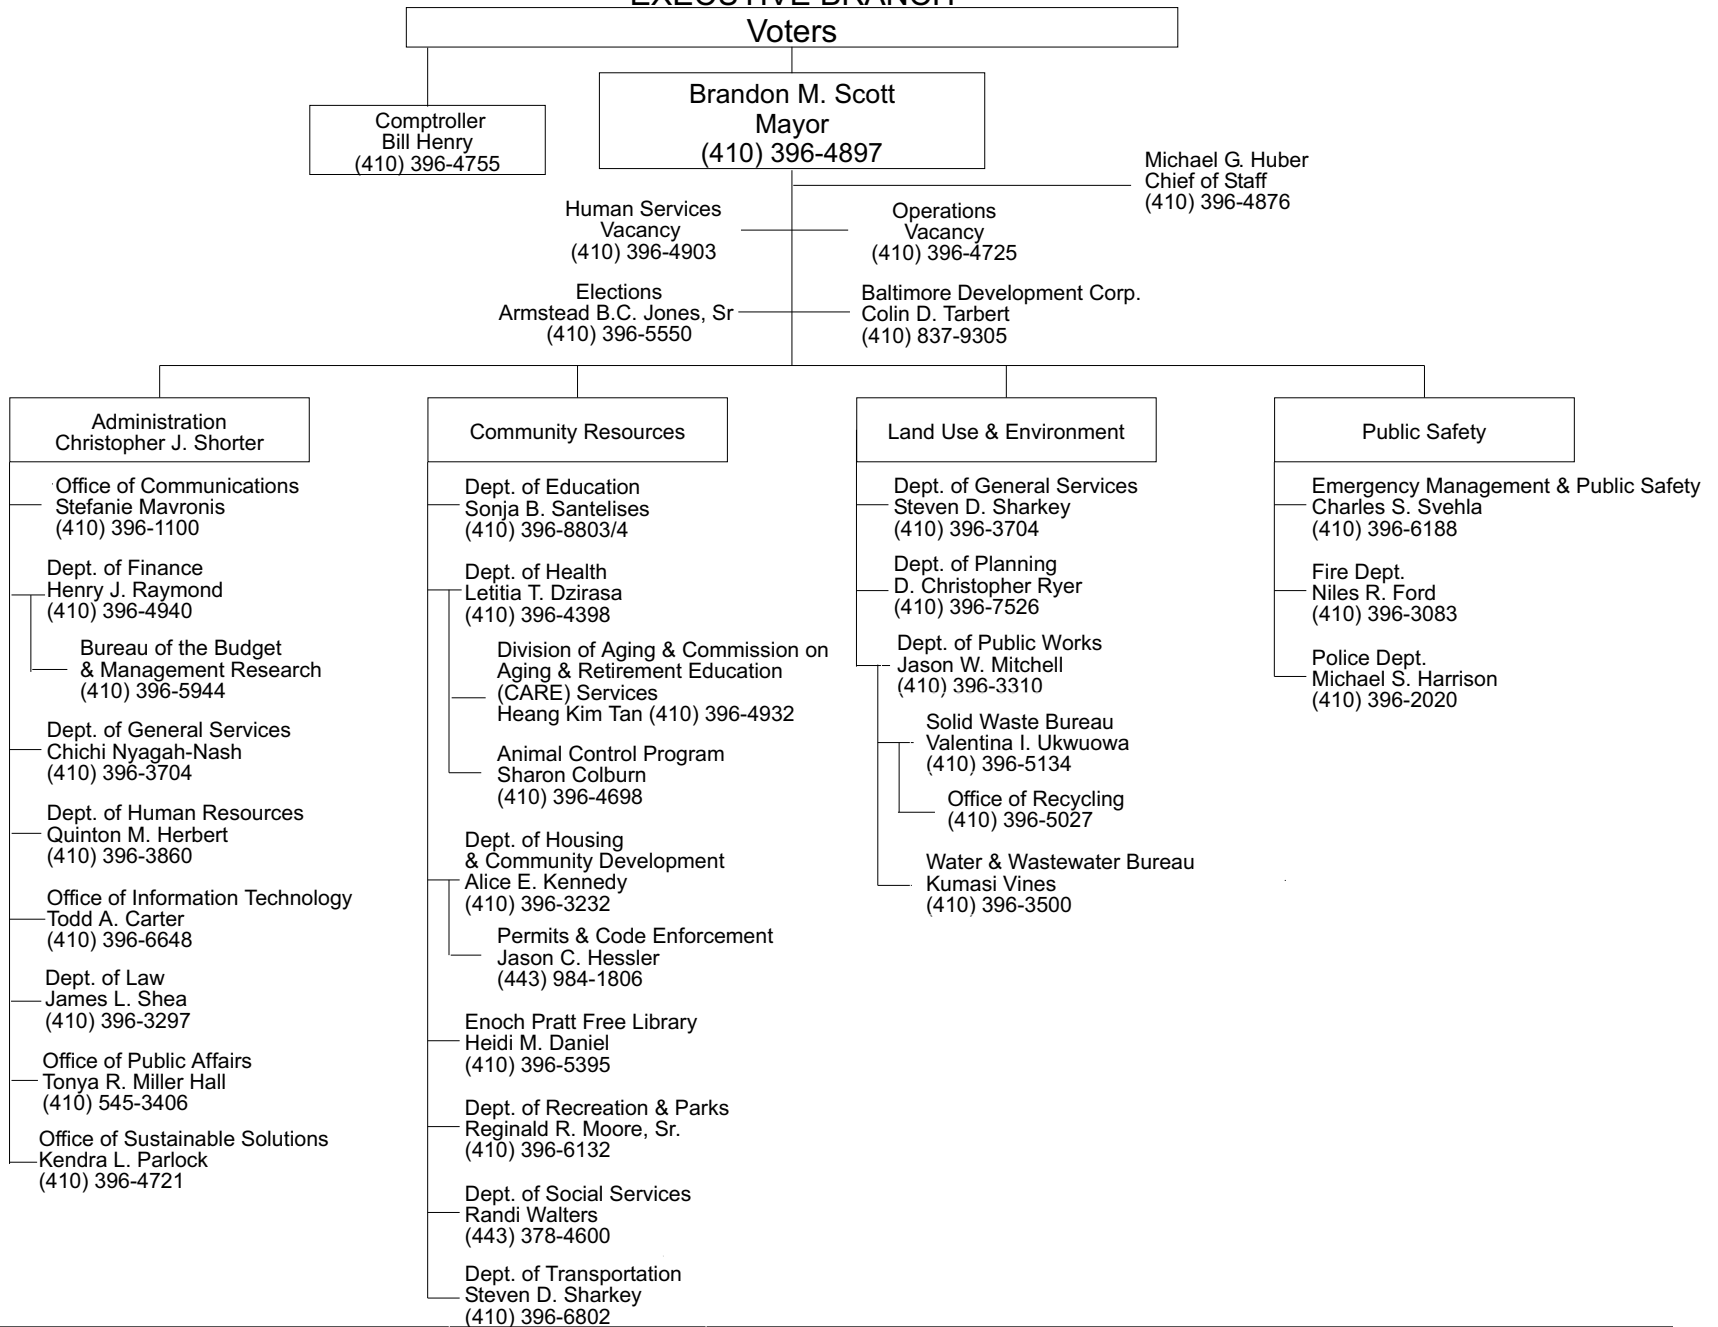 EXECUTIVE BRANCH
Voters
Brandon M. Scott
Mayor
(410) 396-4897
Comptroller
Bill Henry
(410) 396-4755
Michael G. Huber
Chief of Staff
(410) 396-4876
Human Services
Vacancy
(410) 396-4903
Operations
Vacancy
(410) 396-4725
Elections
Armstead B.C. Jones, Sr
(410) 396-5550
Baltimore Development Corp.
Colin D. Tarbert
(410) 837-9305
Administration
Christopher J. Shorter
Office of Communications
Stefanie Mavronis
(410) 396-1100
Dept. of Finance
Henry J. Raymond
(410) 396-4940
Bureau of the Budget
& Management Research
(410) 396-5944
Dept. of General Services
Chichi Nyagah-Nash
(410) 396-3704
Dept. of Human Resources
Quinton M. Herbert
(410) 396-3860
Office of Information Technology
Todd A. Carter
(410) 396-6648
Dept. of Law
James L. Shea
(410) 396-3297
Office of Public Affairs
Tonya R. Miller Hall
(410) 545-3406
Office of Sustainable Solutions
Kendra L. Parlock
(410) 396-4721
Community Resources
Dept. of Education
Sonja B. Santelises
(410) 396-8803/4
Dept. of Health
Letitia T. Dzirasa
(410) 396-4398
Division of Aging & Commission on
Aging & Retirement Education
(CARE) Services
Heang Kim Tan (410) 396-4932
Animal Control Program
Sharon Colburn
(410) 396-4698
Dept. of Housing
& Community Development
Alice E. Kennedy
(410) 396-3232
Permits & Code Enforcement
Jason C. Hessler
(443) 984-1806
Enoch Pratt Free Library
Heidi M. Daniel
(410) 396-5395
Dept. of Recreation & Parks
Reginald R. Moore, Sr.
(410) 396-6132
Dept. of Social Services
Randi Walters
(443) 378-4600
Dept. of Transportation
Steven D. Sharkey
(410) 396-6802
Land Use & Environment
Dept. of General Services
Steven D. Sharkey
(410) 396-3704
Dept. of Planning
D. Christopher Ryer
(410) 396-7526
Dept. of Public Works
Jason W. Mitchell
(410) 396-3310
Solid Waste Bureau
Valentina I. Ukwuowa
(410) 396-5134
Office of Recycling
(410) 396-5027
Water & Wastewater Bureau
Kumasi Vines
(410) 396-3500
Public Safety
Emergency Management & Public Safety
Charles S. Svehla
(410) 396-6188
Fire Dept.
Niles R. Ford
(410) 396-3083
Police Dept.
Michael S. Harrison
(410) 396-2020